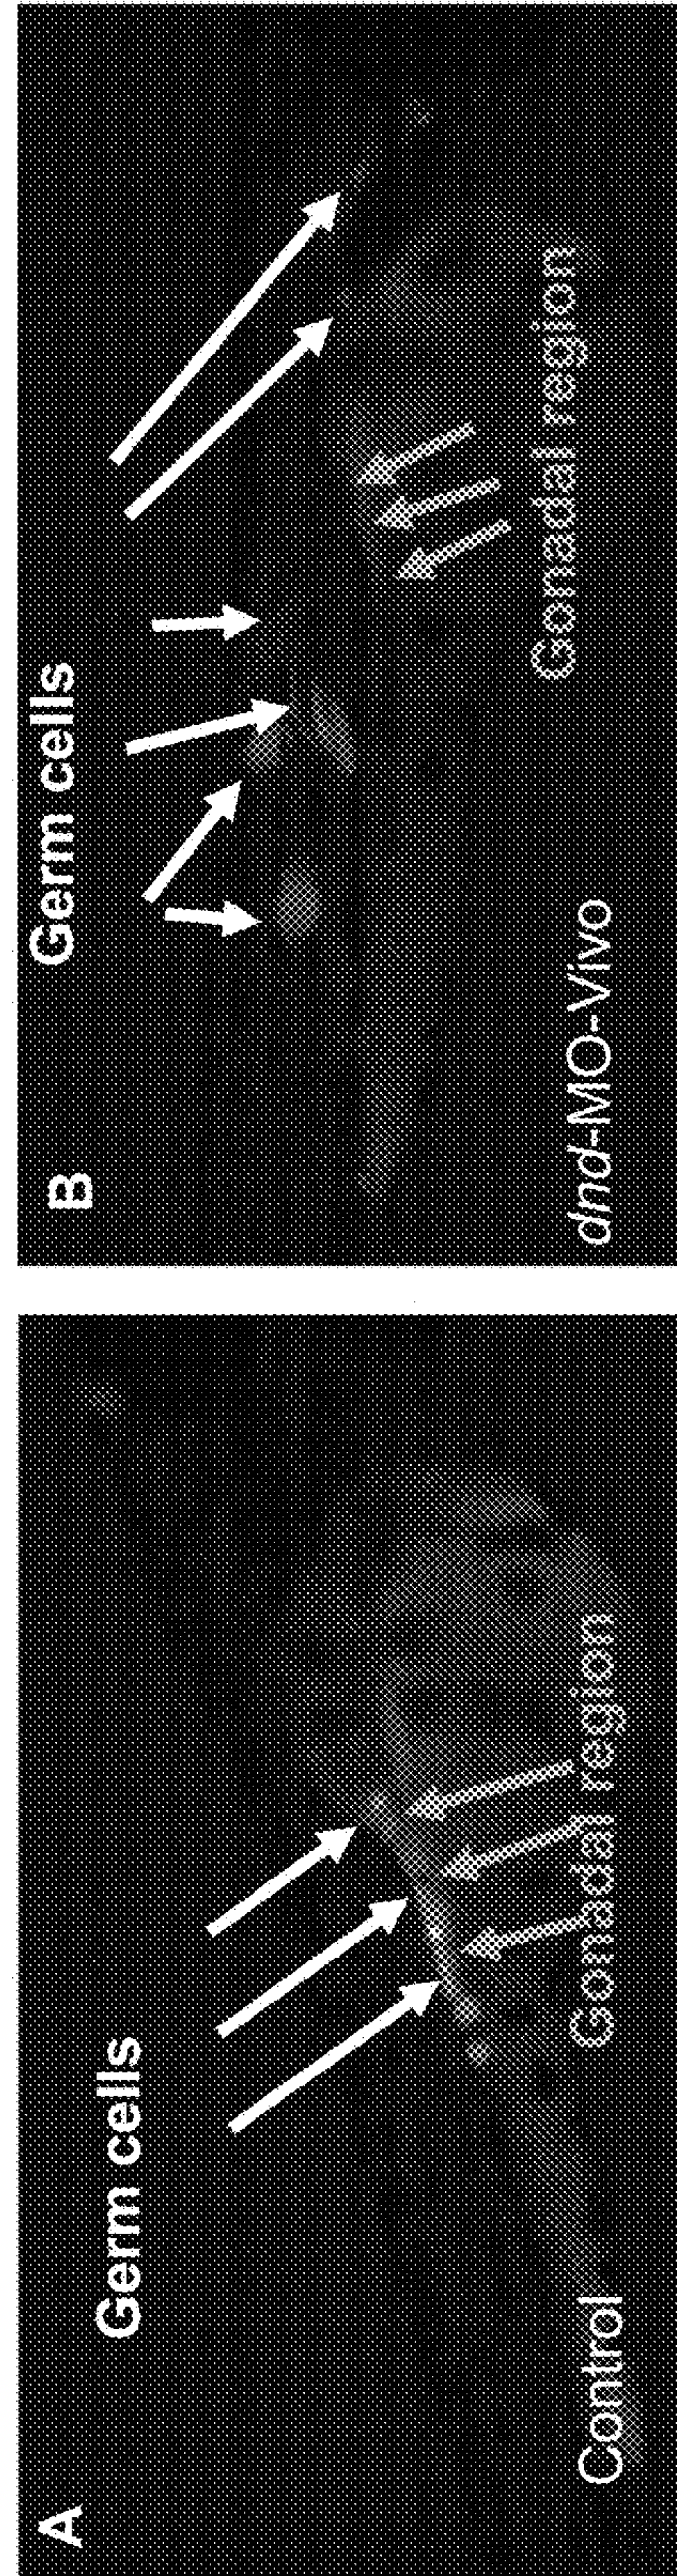 A
Germ cells
Gonadal region
Control
B
Germ cells
Gonadal region
dnd-MO-Vivo